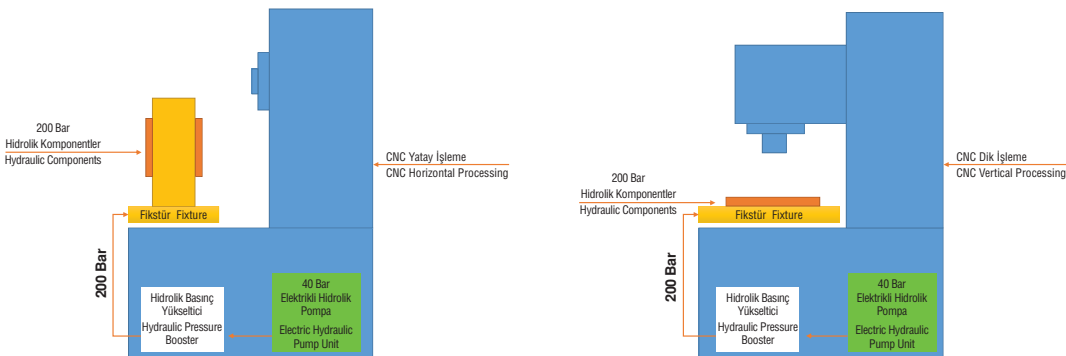 200 Bar
Hidrolik Komponentler
Hydraulic Components
CNC Yatay İşleme
CNC Horizontal Processing
Fikstür Fixture
200 Bar
Hidrolik Basınç
Yükseltici
Hydraulic Pressure
Booster
40 Bar
Elektrikli Hidrolik
Pompa
Electric Hydraulic
Pump Unit
CNC Dik İşleme
CNC Vertical Processing
200 Bar
Hidrolik Komponentler
Hydraulic Components
Fikstür Fixture
200 Bar
Hidrolik Basınç
Yükseltici
Hydraulic Pressure
Booster
40 Bar
Elektrikli Hidrolik
Pompa
Electric Hydraulic
Pump Unit